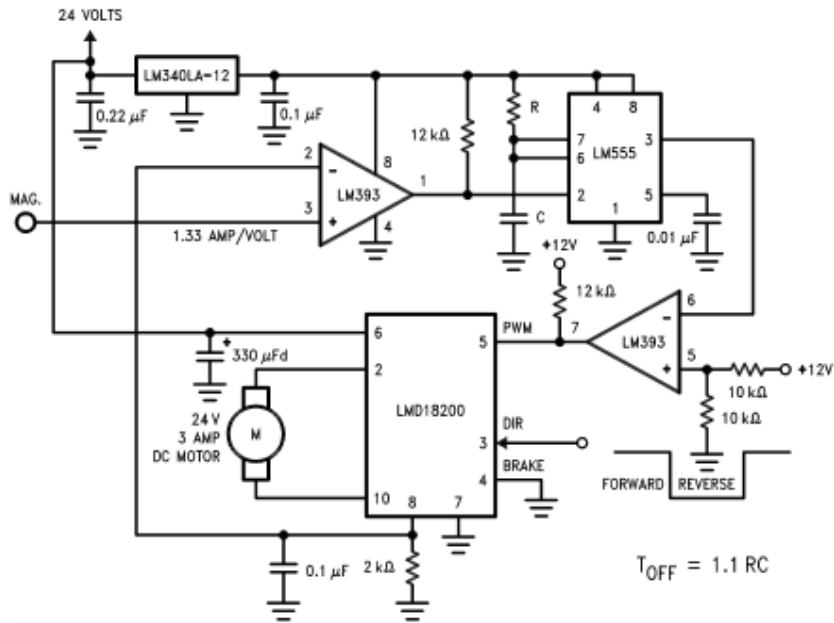 24 VOLTS
LM340LA-12
0.22 µF
0.1 µF
12 kΩ
R
4
8
7
6
3
LM555
2
5
1
C
0.01 µF
2
-
8
LM393
1
3
+
4
MAG.
1.33 AMP/VOLT
+12V
12 kΩ
6
-
PWM
7
LM393
5
+
+12V
10 kΩ
10 kΩ
6
5
+
330 µFd
2
LMD18200
24 V
3 AMP
DC MOTOR
M
DIR
3
BRAKE
4
10
8
7
FORWARD
REVERSE
0.1 µF
2 kΩ
T_OFF = 1.1 RC